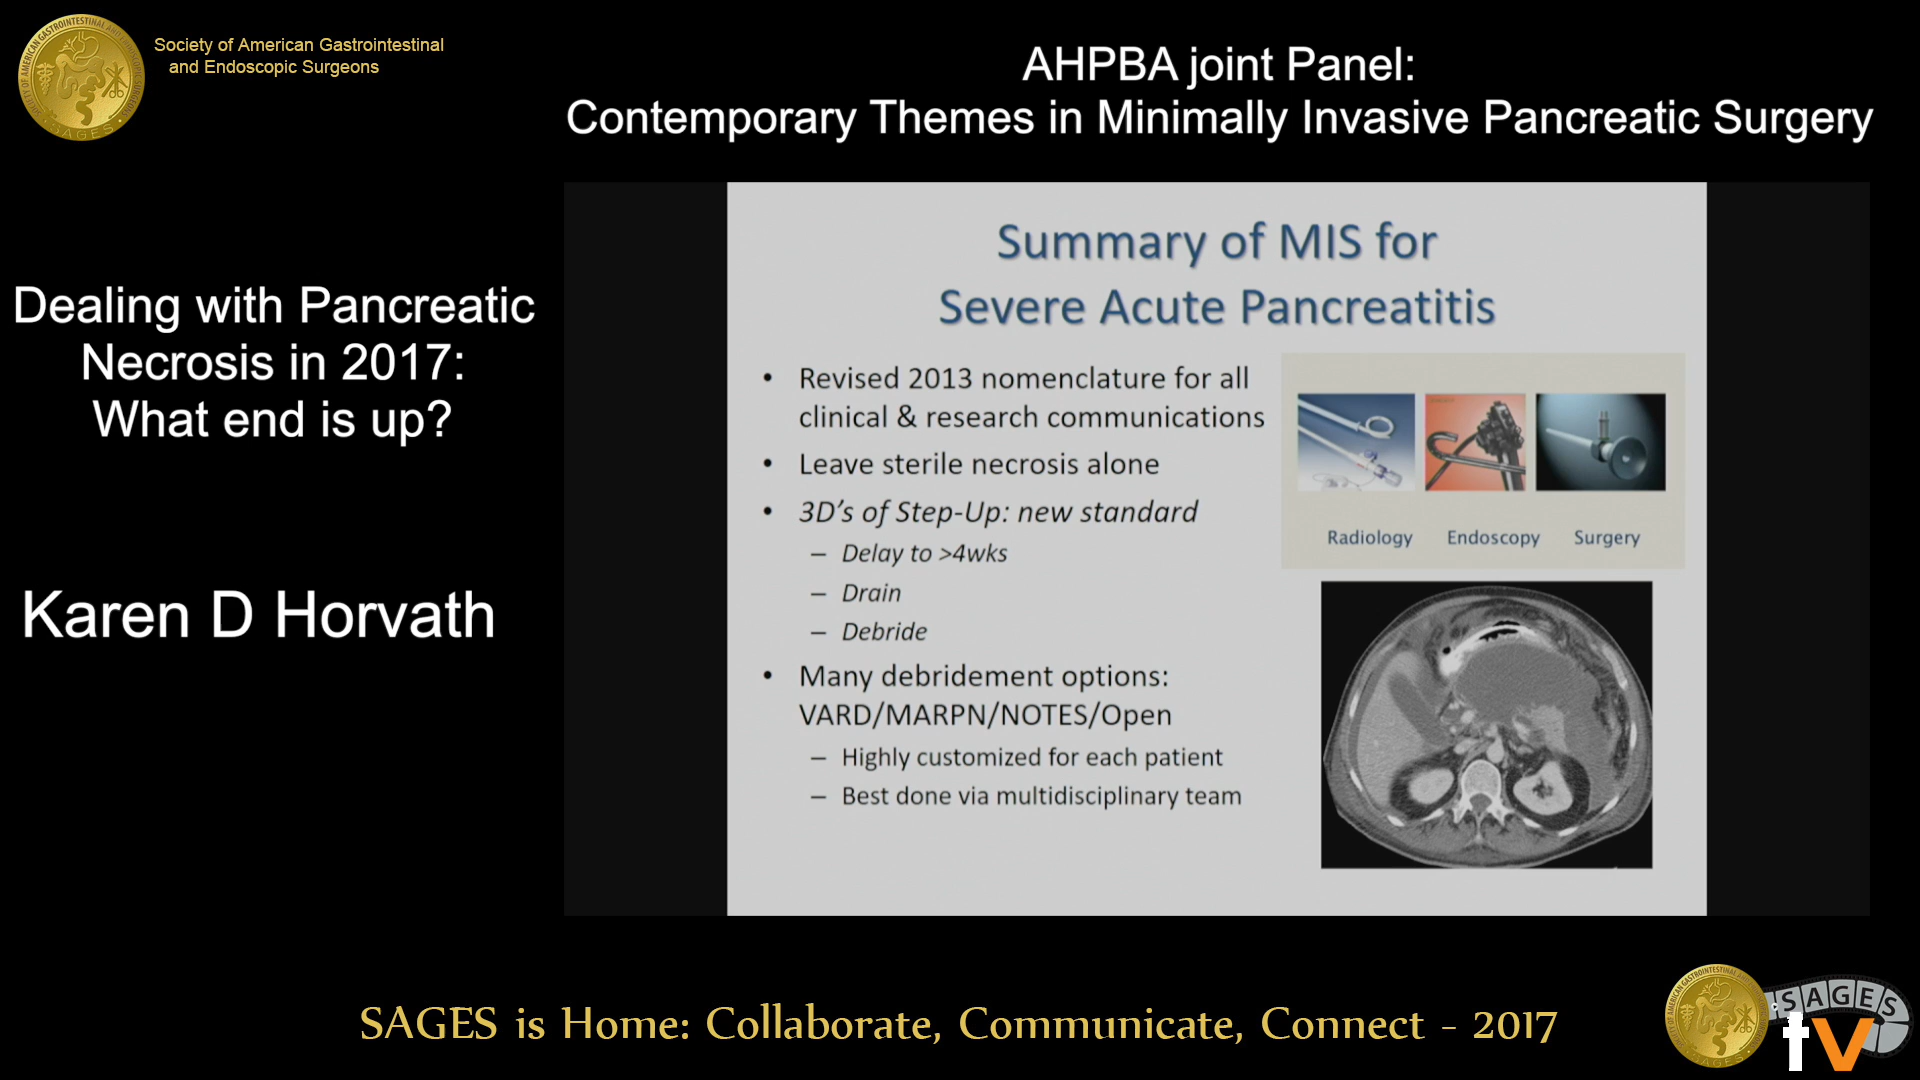 Society of American Gastrointestinal
and Endoscopic Surgeons
AHPBA joint Panel:
Contemporary Themes in Minimally Invasive Pancreatic Surgery
Dealing with Pancreatic
Necrosis in 2017:
What end is up?
Karen D Horvath
Summary of MIS for
Severe Acute Pancreatitis
• Revised 2013 nomenclature for all
clinical & research communications
• Leave sterile necrosis alone
• 3D’s of Step-Up: new standard
– Delay to >4wks
– Drain
– Debride
• Many debridement options:
VARD/MARPN/NOTES/Open
– Highly customized for each patient
– Best done via multidisciplinary team
Radiology Endoscopy Surgery
SAGES is Home: Collaborate, Communicate, Connect - 2017
SAGES
SAGES
tv